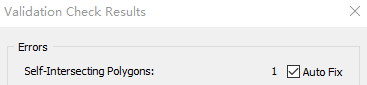 Validation Check Results
Errors
Self-Intersecting Polygons: 1 Auto Fix